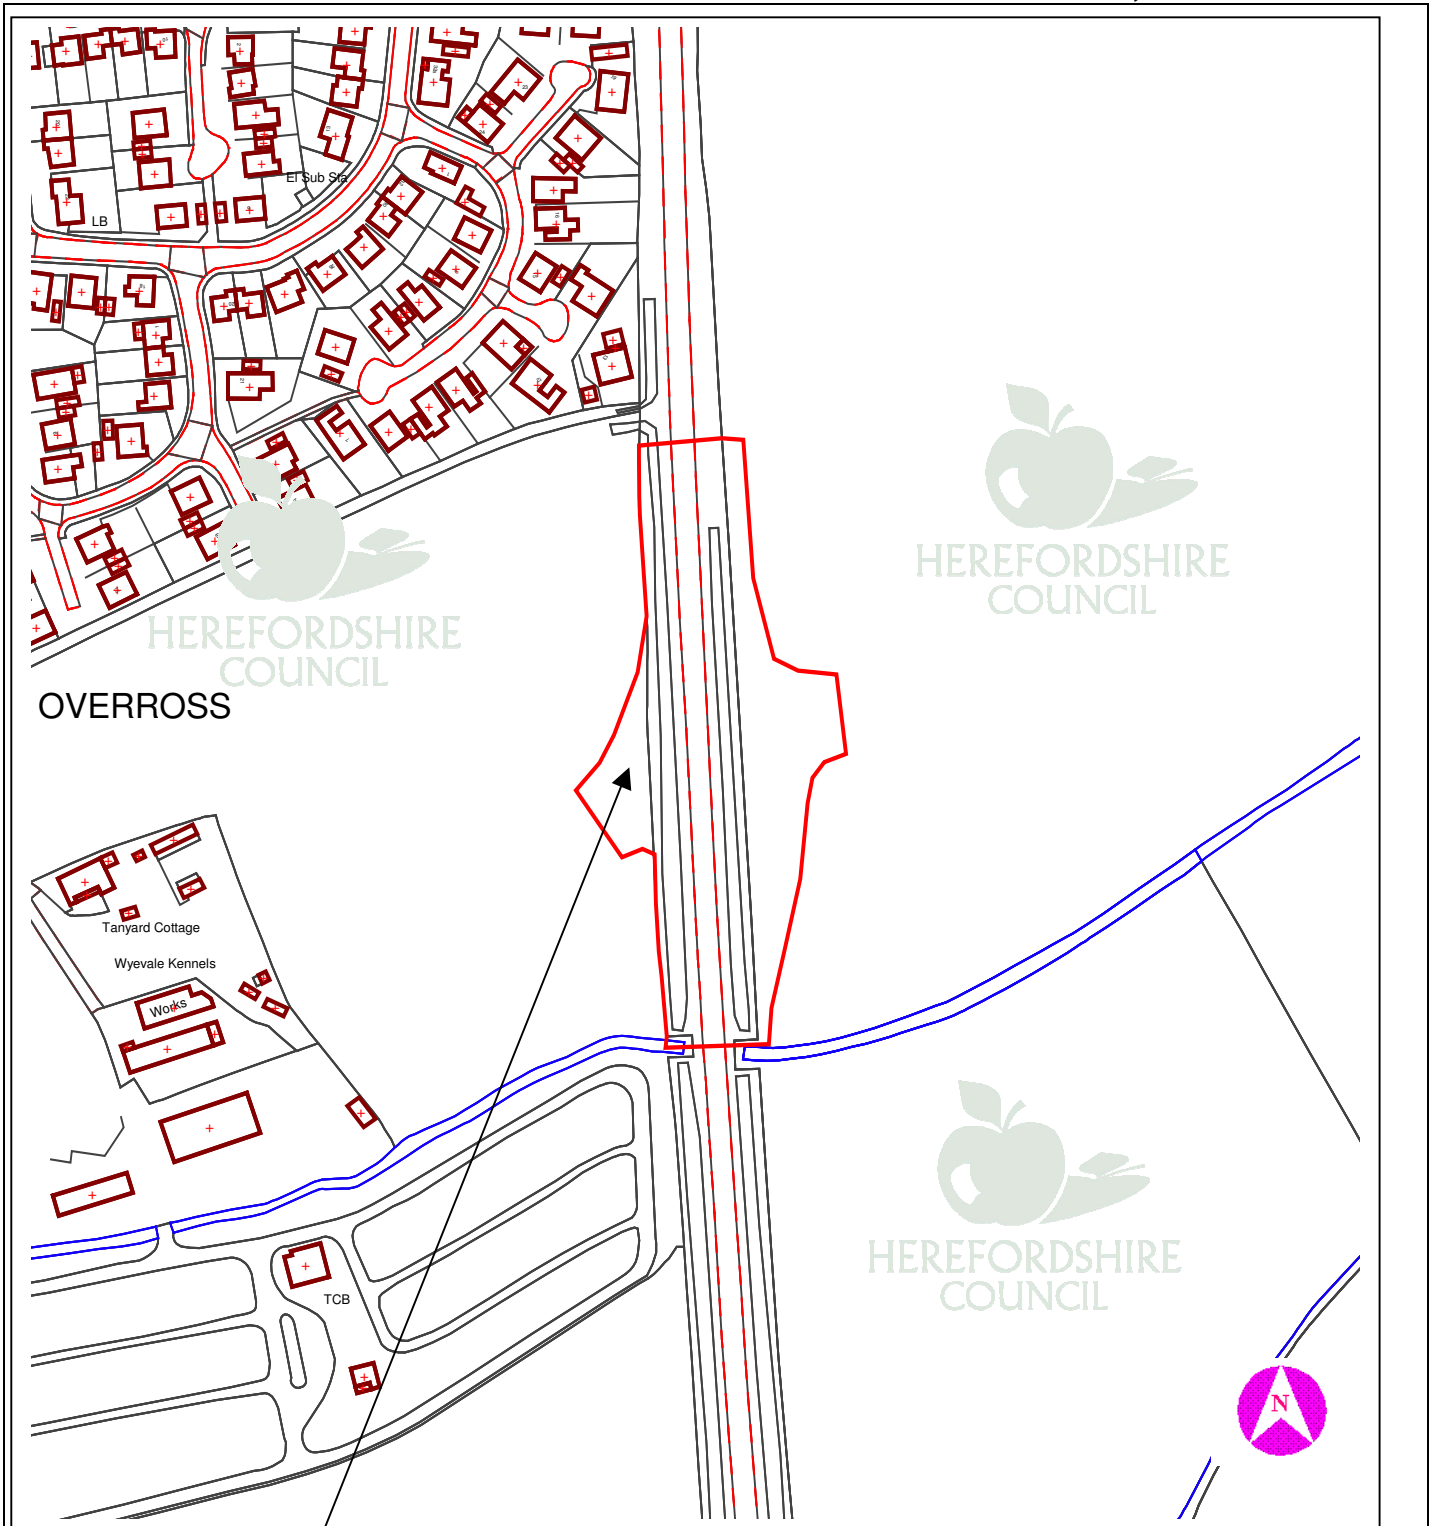 El Sub Sta
LB
HEREFORDSHIRE
COUNCIL
HEREFORDSHIRE
COUNCIL
OVERROSS
Tanyard Cottage
Wyevale Kennels
Works
HEREFORDSHIRE
COUNCIL
TCB
N